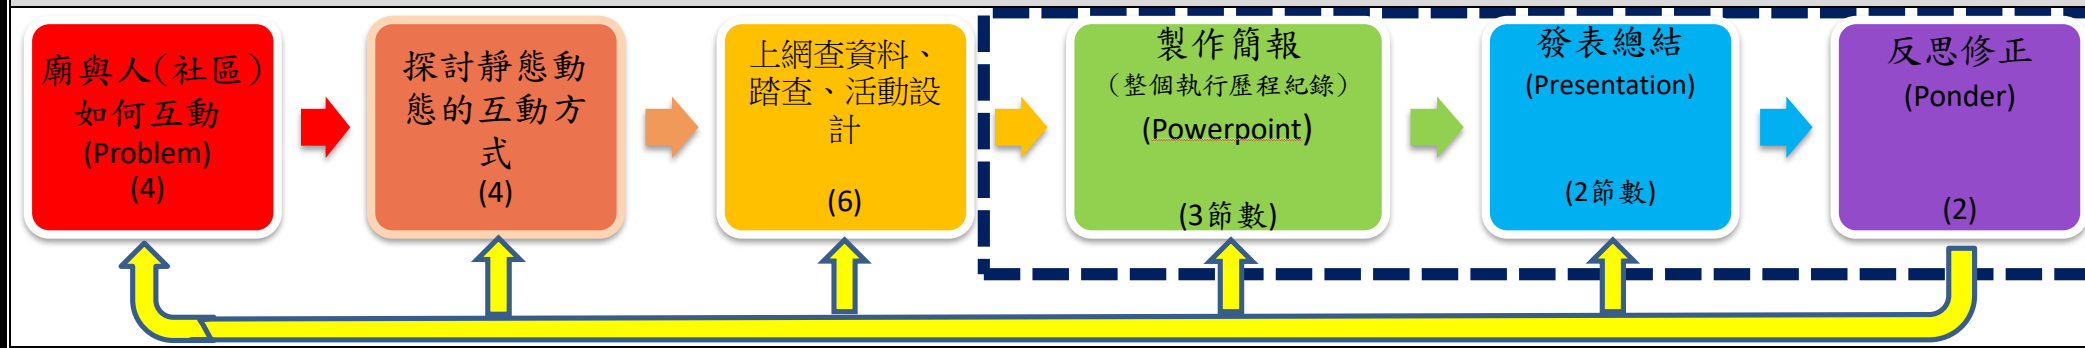 廟與人(社區)
如何互動
(Problem)
(4)
探討靜態動
態的互動方
式
(4)
上網查資料、
踏查、活動設
計
(6)
製作簡報
（整個執行歷程紀錄）
(Powerpoint)
(3節數)
發表總結
(Presentation)
(2節數)
反思修正
(Ponder)
(2)